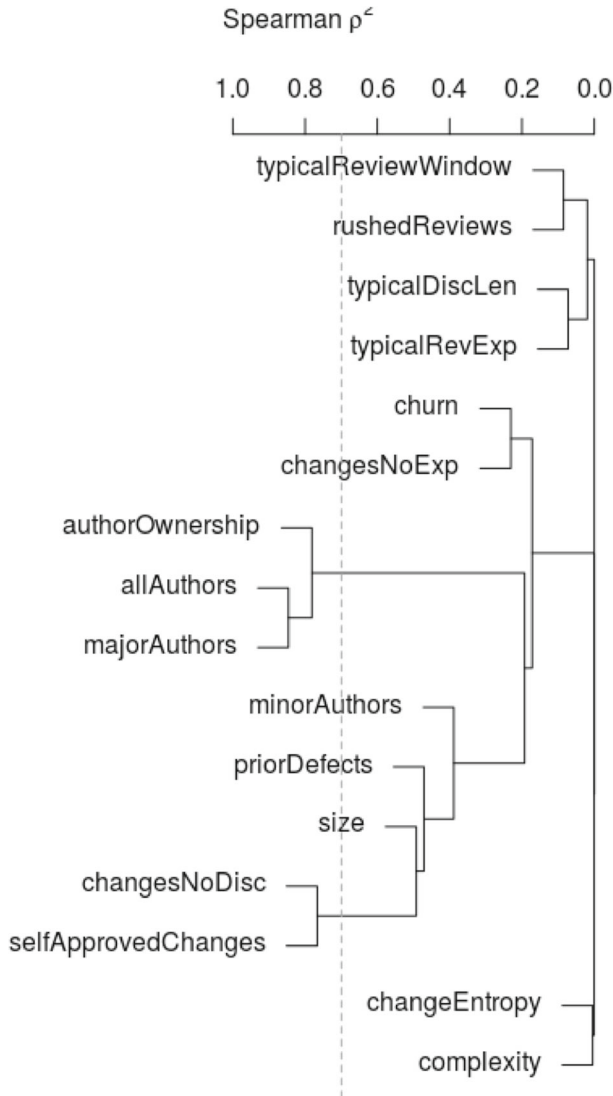 Spearman ρ²
1.0 0.8 0.6 0.4 0.2 0.0
typicalReviewWindow
rushedReviews
typicalDiscLen
typicalRevExp
churn
changesNoExp
authorOwnership
allAuthors
majorAuthors
minorAuthors
priorDefects
size
changesNoDisc
selfApprovedChanges
changeEntropy
complexity